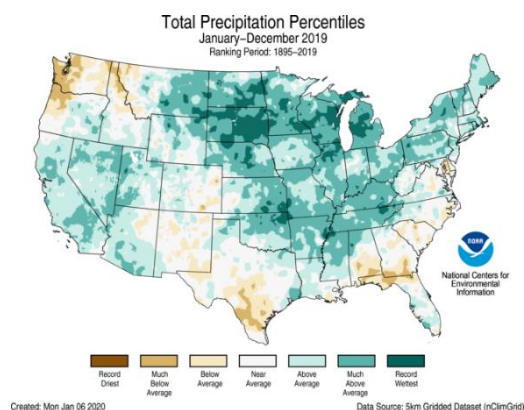 Total Precipitation Percentiles
January–December 2019
Ranking Period: 1895–2019
NOAA
National Centers for
Environmental
Information
Record
Driest
Much
Below
Average
Below
Average
Near
Average
Above
Average
Much
Above
Average
Record
Wettest
Created: Mon Jan 06 2020
Data Source: 5km Gridded Dataset (nClimGrid)